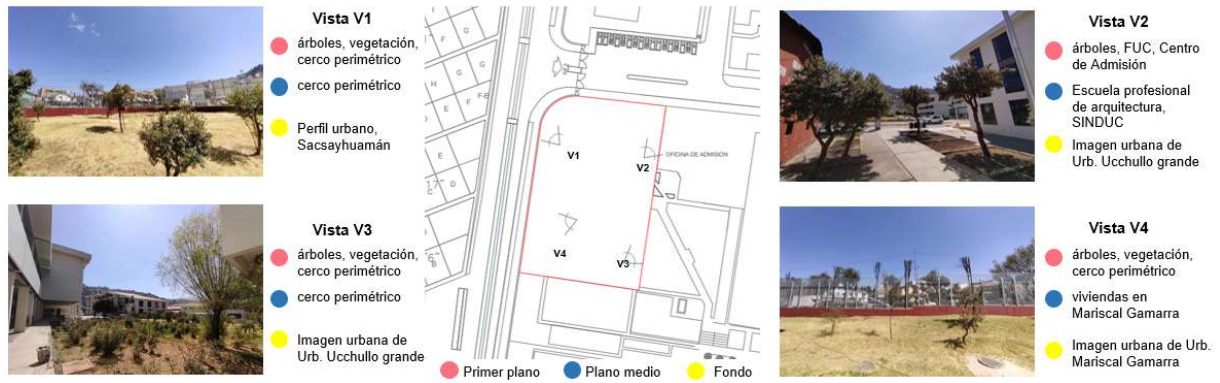 Vista V1
árboles, vegetación,
cerco perimétrico
cerco perimétrico
Perfil urbano,
Sacsayhuamán
Vista V3
árboles, vegetación,
cerco perimétrico
cerco perimétrico
Imagen urbana de
Urb. Ucchullo grande
H
G
G
G
F
F
F-B
E
E
V1
V2
OFICINA DE ADMISIÓN
V4
V3
Primer plano
Plano medio
Fondo
Vista V2
árboles, FUC, Centro
de Admisión
Escuela profesional
de arquitectura,
SINDUC
Imagen urbana de
Urb. Ucchullo grande
Vista V4
árboles, vegetación,
cerco perimétrico
viviendas en
Mariscal Gamarra
Imagen urbana de Urb.
Mariscal Gamarra